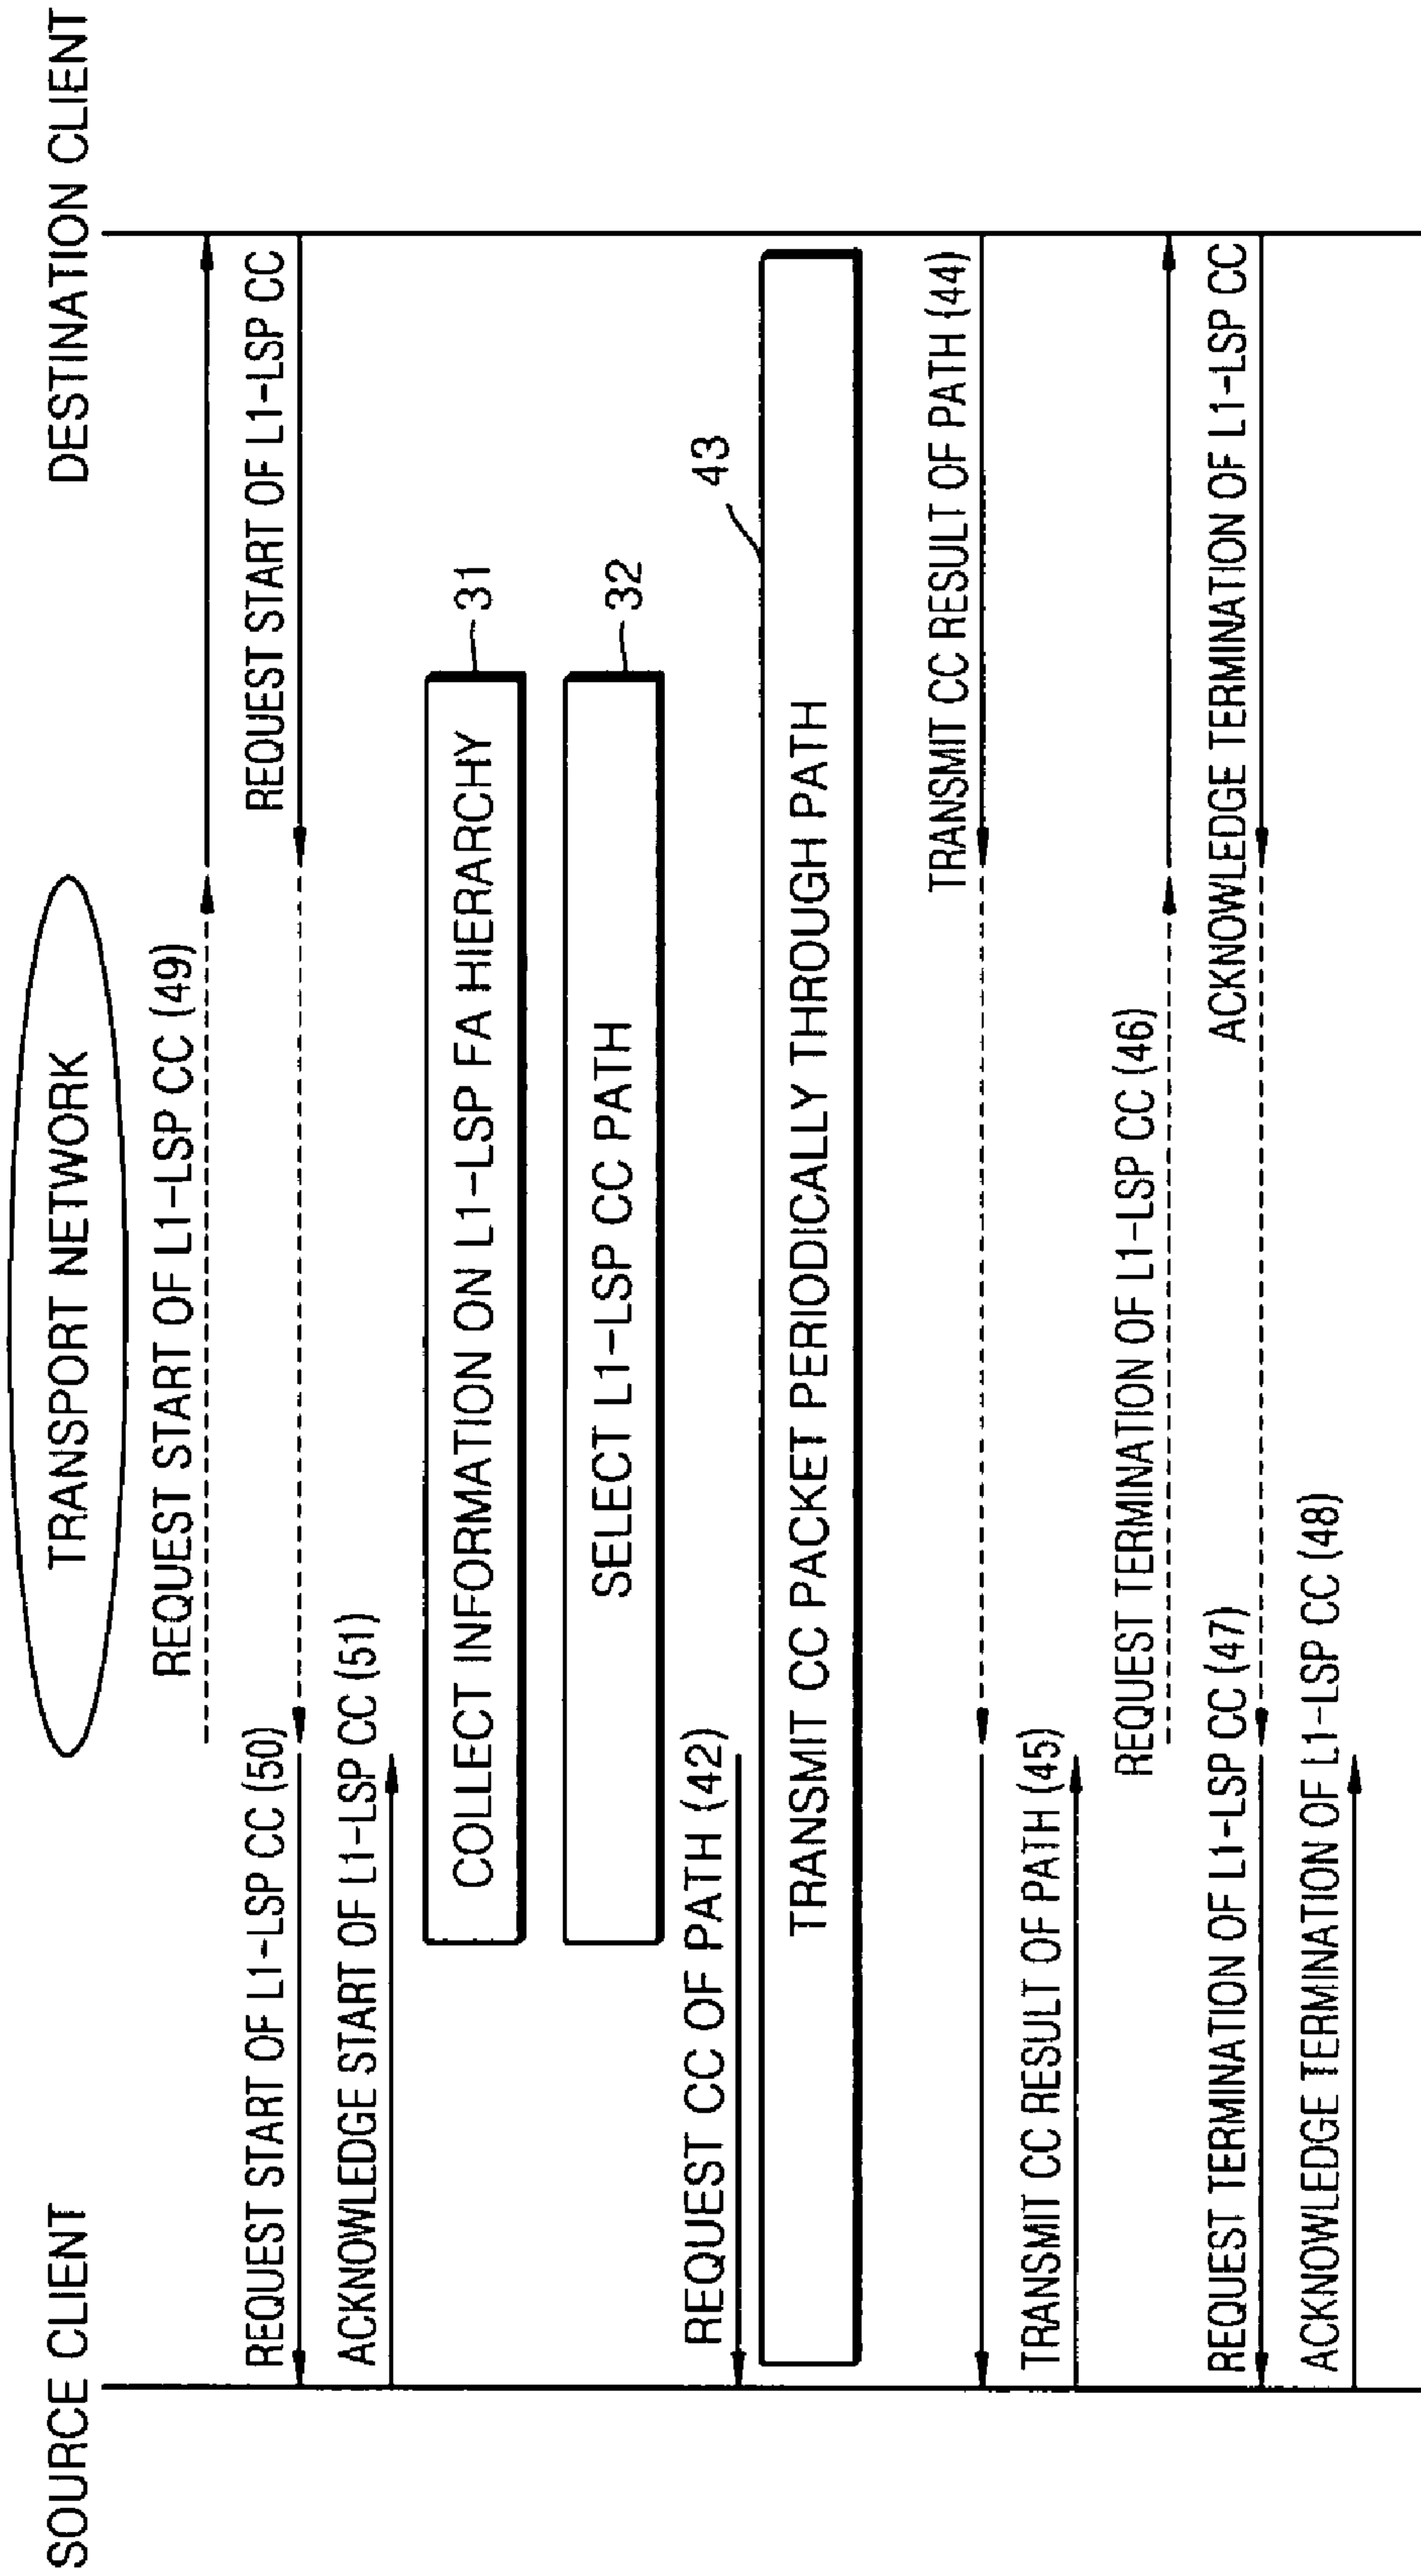 SOURCE CLIENT
TRANSPORT NETWORK
DESTINATION CLIENT
REQUEST START OF L1-LSP CC (49)
REQUEST START OF L1-LSP CC (50)
REQUEST START OF L1-LSP CC
ACKNOWLEDGE START OF L1-LSP CC (51)
COLLECT INFORMATION ON L1-LSP FA HIERARCHY
31
SELECT L1-LSP CC PATH
32
REQUEST CC OF PATH (42)
43
TRANSMIT CC PACKET PERIODICALLY THROUGH PATH
TRANSMIT CC RESULT OF PATH (44)
TRANSMIT CC RESULT OF PATH (45)
REQUEST TERMINATION OF L1-LSP CC (46)
REQUEST TERMINATION OF L1-LSP CC (47)
ACKNOWLEDGE TERMINATION OF L1-LSP CC
ACKNOWLEDGE TERMINATION OF L1-LSP CC (48)